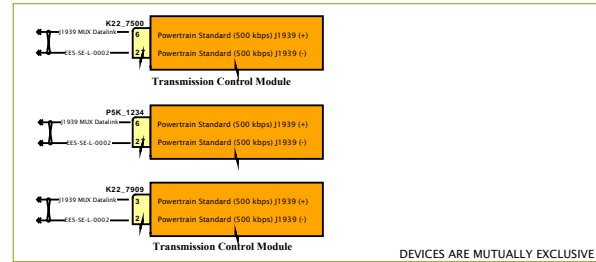 K22_7500
J1939 MUX Datalink 6 Powertrain Standard (500 kbps) J1939 (+)
EES-SE-L-0002 2 Powertrain Standard (500 kbps) J1939 (-)
Transmission Control Module
P5K_1234
J1939 MUX Datalink 6 Powertrain Standard (500 kbps) J1939 (+)
EES-SE-L-0002 2 Powertrain Standard (500 kbps) J1939 (-)
K22_7909
J1939 MUX Datalink 3 Powertrain Standard (500 kbps) J1939 (+)
EES-SE-L-0002 2 Powertrain Standard (500 kbps) J1939 (-)
Transmission Control Module
DEVICES ARE MUTUALLY EXCLUSIVE